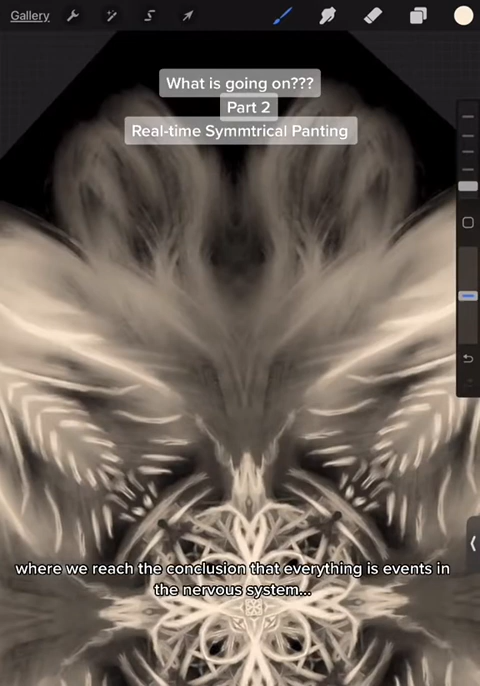 Gallery
What is going on???
Part 2
Real-time Symmtrical Panting
where we reach the conclusion that everything is events in
the nervous system...